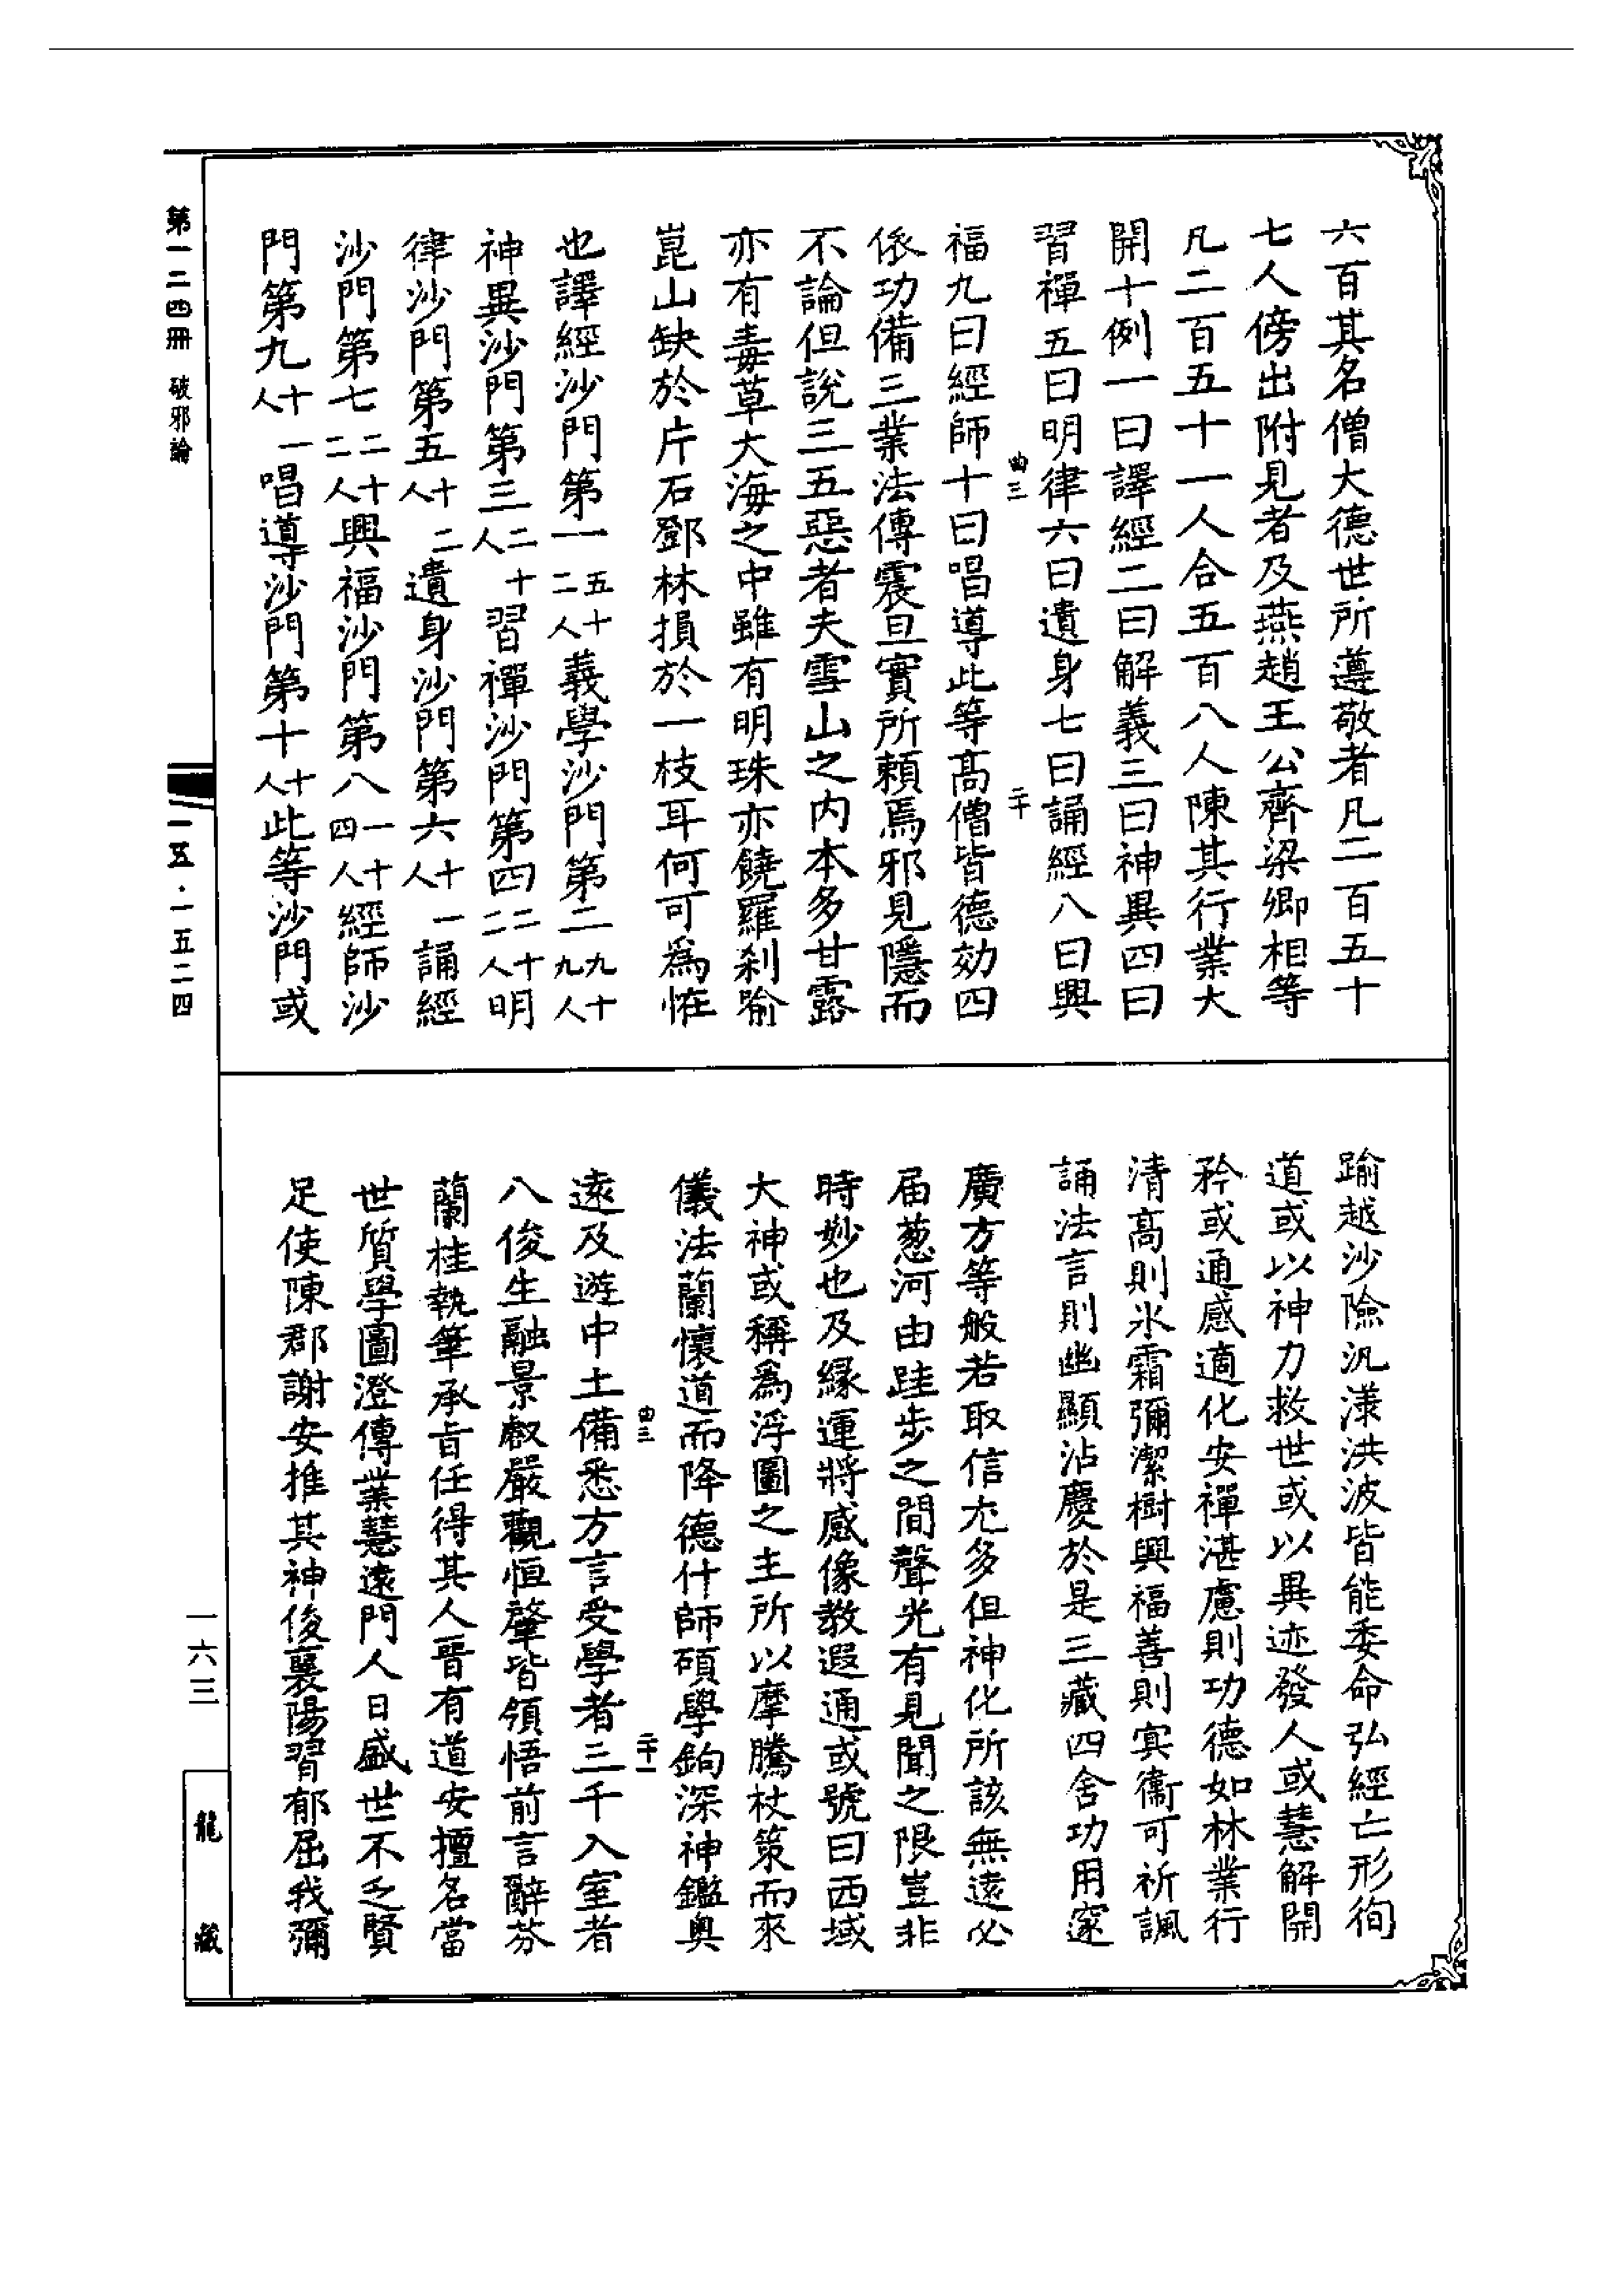 六百其名僧大德世所遵敬者凡二百五十
七人傍出附見者及燕趙王公齊梁卿相等
凡二百五十一人合五百八人陳其行業大
開十例一曰譯經二曰解義三曰神異四曰
習禪五曰明律六曰遺身七曰誦經八曰興
曲三 二十
福九曰經師十曰唱導此等高僧皆德効四
依功備三業法傳震旦實所賴焉邪見隱而
不論但說三五惡者夫雪山之内本多甘露
亦有毒草大海之中雖有明珠亦饒羅刹喻
崑山缺於片石鄧林損於一枝耳何可為恠
也譯經沙門第一五十二人義學沙門第二九十九人
神異沙門第三二十人習禪沙門第四二十二人明
律沙門第五十二人遺身沙門第六十一人誦經
沙門第七二十二人興福沙門第八一十四人經師沙
門第九十一人唱導沙門第十十人此等沙門或
踰越沙險汎漾洪波皆能委命弘經亡形徇
道或以神力救世或以異迹發人或慧解開
矜或通感適化安禪湛慮則功德如林業行
清高則氷霜彌潔樹興福善則寘衞可祈諷
誦法言則幽顯沾慶於是三藏四舍功用窓
廣方等般若取信尤多但神化所該無遠必
届葱河由跬步之間聲光有見聞之限豈非
時妙也及縁運將感像教遐通或號曰西域
大神或稱為浮圖之主所以摩騰杖策而來
儀法蘭懷道而降德什師碩學鉤深神鑑奥
曲三 二十一
遠及遊中土備悉方言受學者三千入室者
八俊生融景叡嚴觀恒肇皆領悟前言辭芬
蘭桂執筆承旨任得其人晉有道安擅名當
世質學圖澄傳業慧遠門人日盛世不乏賢
足使陳郡謝安推其神俊襄陽習郁屈我彌
第一二四冊 破邪論
一五·一五二四
一六三
龍藏